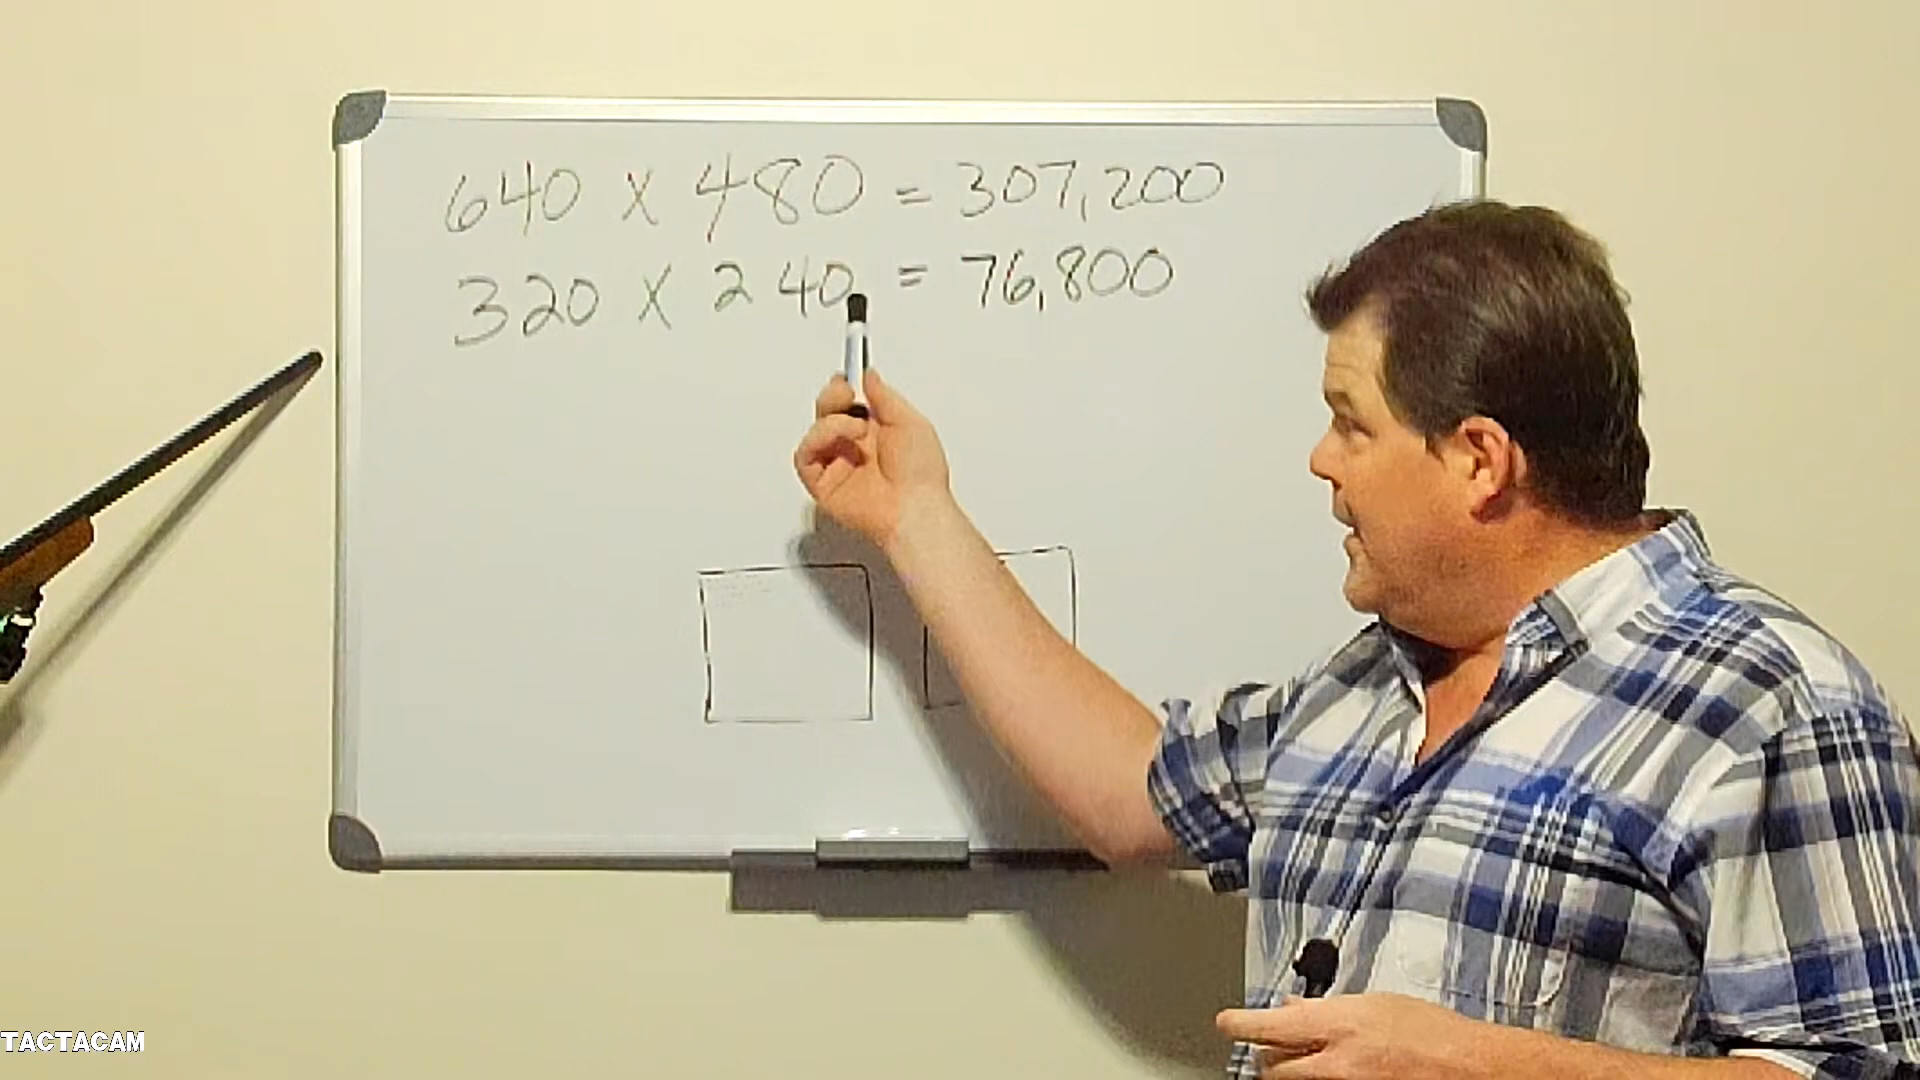 640 X 480 = 307,200
320 X 240 = 76,800
TACTACAM